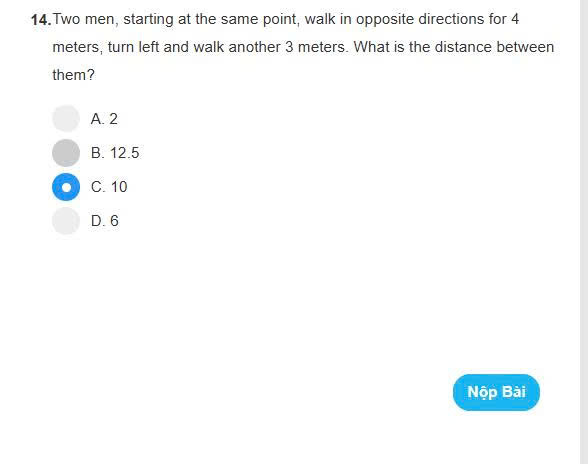 14.Two men, starting at the same point, walk in opposite directions for 4
meters, turn left and walk another 3 meters. What is the distance between
them?
A. 2
B. 12.5
C. 10
D. 6
Nộp Bài